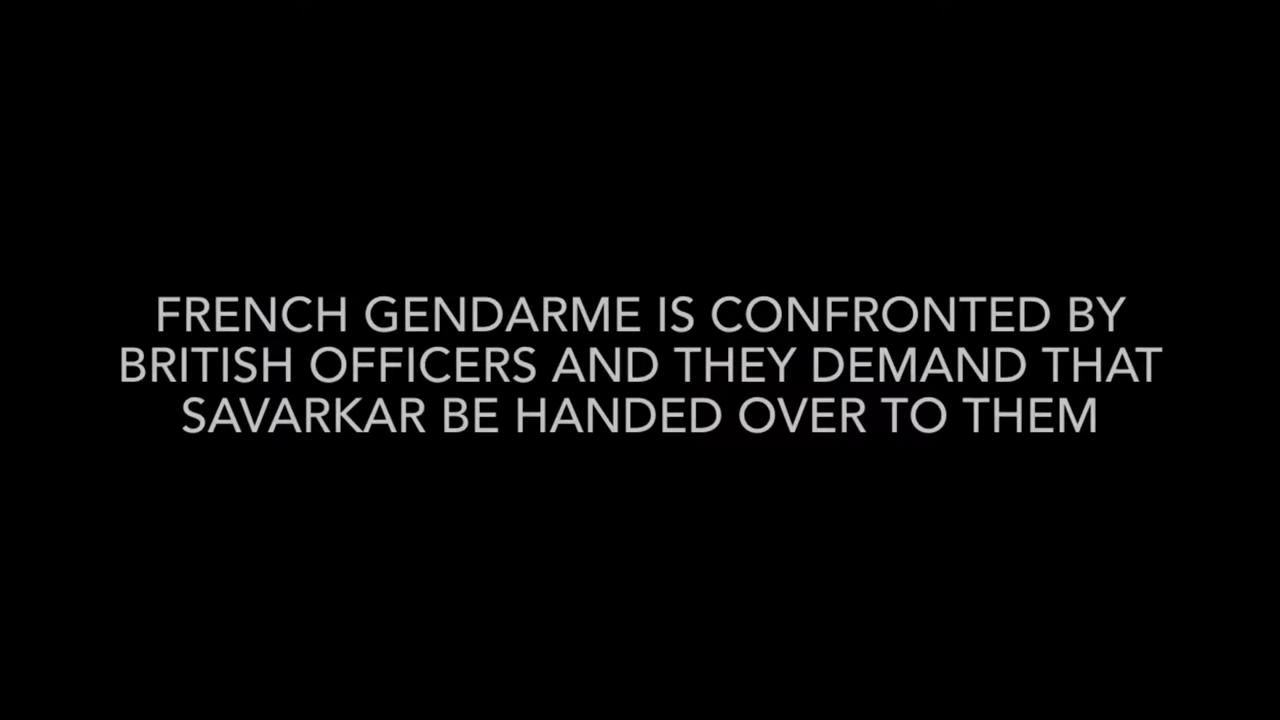 FRENCH GENDARME IS CONFRONTED BY
BRITISH OFFICERS AND THEY DEMAND THAT
SAVARKAR BE HANDED OVER TO THEM